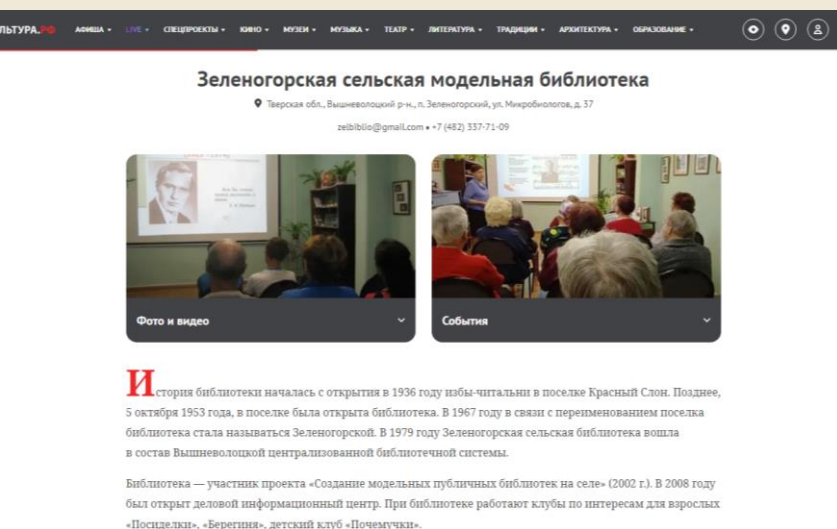 ЛЬТУРА.РФ АФИША LIVE СПЕЦПРОЕКТЫ КИНО МУЗЕИ МУЗЫКА ТЕАТР ЛИТЕРАТУРА ТРАДИЦИИ АРХИТЕКТУРА ОБРАЗОВАНИЕ
Зеленогорская сельская модельная библиотека
Тверская обл., Вышневолоцкий р-н., п. Зеленогорский, ул. Микробиологов, д. 37
zelbiblio@gmail.com • +7 (482) 337-71-09
Фото и видео
События
История библиотеки началась с открытия в 1936 году избы-читальни в поселке Красный Слон. Позднее,
5 октября 1953 года, в поселке была открыта библиотека. В 1967 году в связи с переименованием поселка
библиотека стала называться Зеленогорской. В 1979 году Зеленогорская сельская библиотека вошла
в состав Вышневолоцкой централизованной библиотечной системы.
Библиотека — участник проекта «Создание модельных публичных библиотек на селе» (2002 г.). В 2008 году
был открыт деловой информационный центр. При библиотеке работают клубы по интересам для взрослых
«Посиделки», «Берегиня», детский клуб «Почемучки».